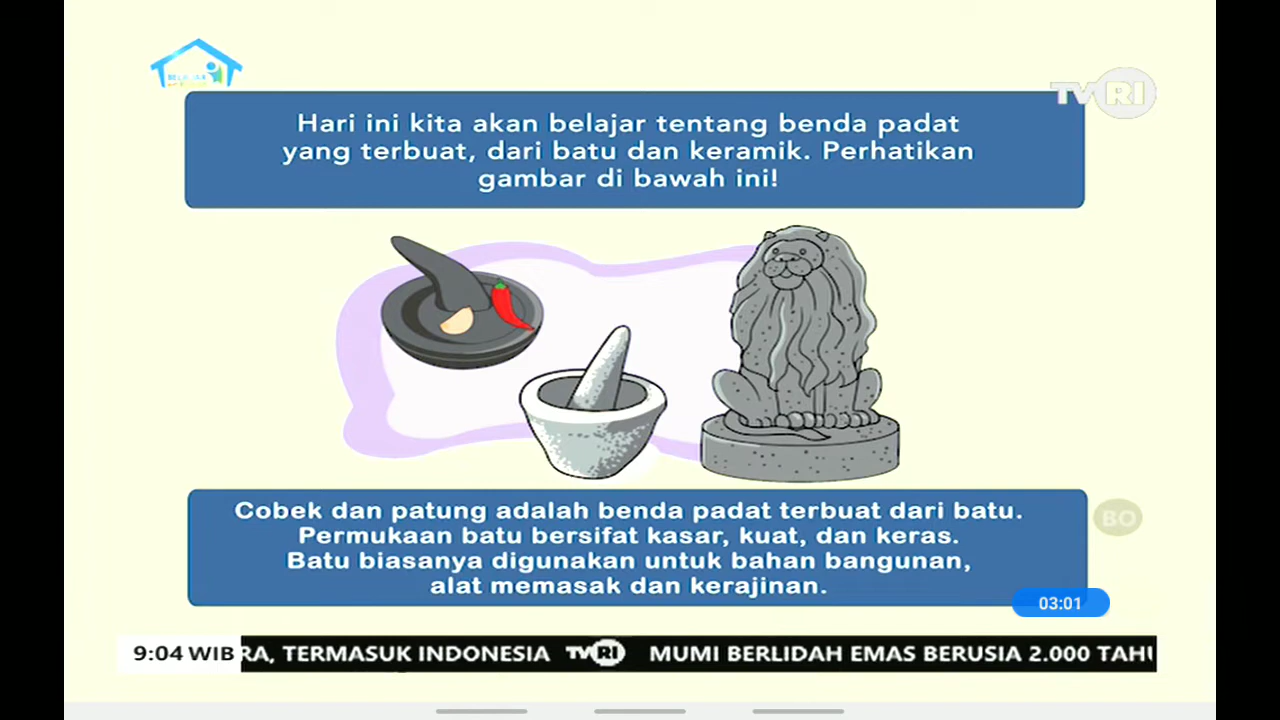 BELAJAR
TVRI
Hari ini kita akan belajar tentang benda padat
yang terbuat, dari batu dan keramik. Perhatikan
gambar di bawah ini!
Cobek dan patung adalah benda padat terbuat dari batu.
Permukaan batu bersifat kasar, kuat, dan keras.
Batu biasanya digunakan untuk bahan bangunan,
alat memasak dan kerajinan.
BO
03:01
9:04 WIB RA, TERMASUK INDONESIA TVRI MUMI BERLIDAH EMAS BERUSIA 2.000 TAHU